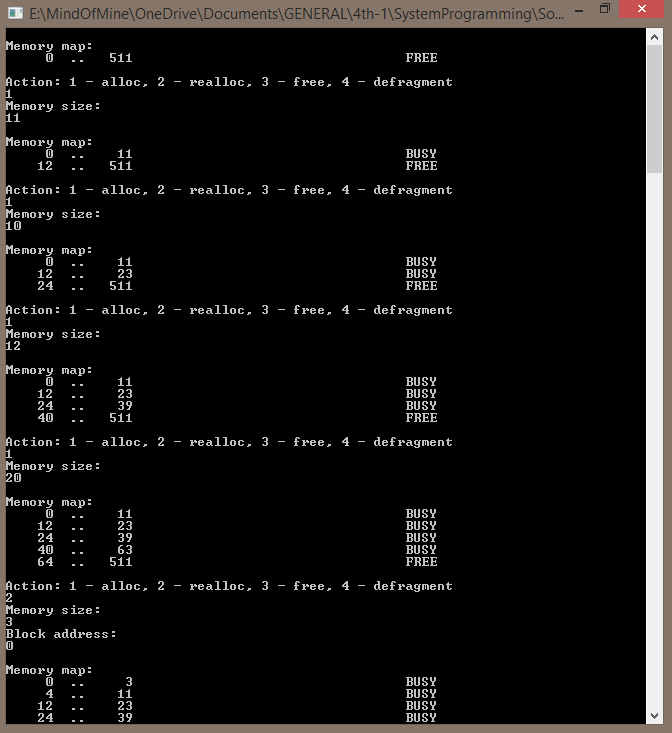 E:\MindOfMine\OneDrive\Documents\GENERAL\4th-1\SystemProgramming\So...
Memory map:
0 .. 511 FREE
Action: 1 - alloc, 2 - realloc, 3 - free, 4 - defragment
1
Memory size:
11
Memory map:
0 .. 11 BUSY
12 .. 511 FREE
Action: 1 - alloc, 2 - realloc, 3 - free, 4 - defragment
1
Memory size:
10
Memory map:
0 .. 11 BUSY
12 .. 23 BUSY
24 .. 511 FREE
Action: 1 - alloc, 2 - realloc, 3 - free, 4 - defragment
1
Memory size:
12
Memory map:
0 .. 11 BUSY
12 .. 23 BUSY
24 .. 39 BUSY
40 .. 511 FREE
Action: 1 - alloc, 2 - realloc, 3 - free, 4 - defragment
1
Memory size:
20
Memory map:
0 .. 11 BUSY
12 .. 23 BUSY
24 .. 39 BUSY
40 .. 63 BUSY
64 .. 511 FREE
Action: 1 - alloc, 2 - realloc, 3 - free, 4 - defragment
2
Memory size:
3
Block address:
0
Memory map:
0 .. 3 BUSY
4 .. 11 BUSY
12 .. 23 BUSY
24 .. 39 BUSY